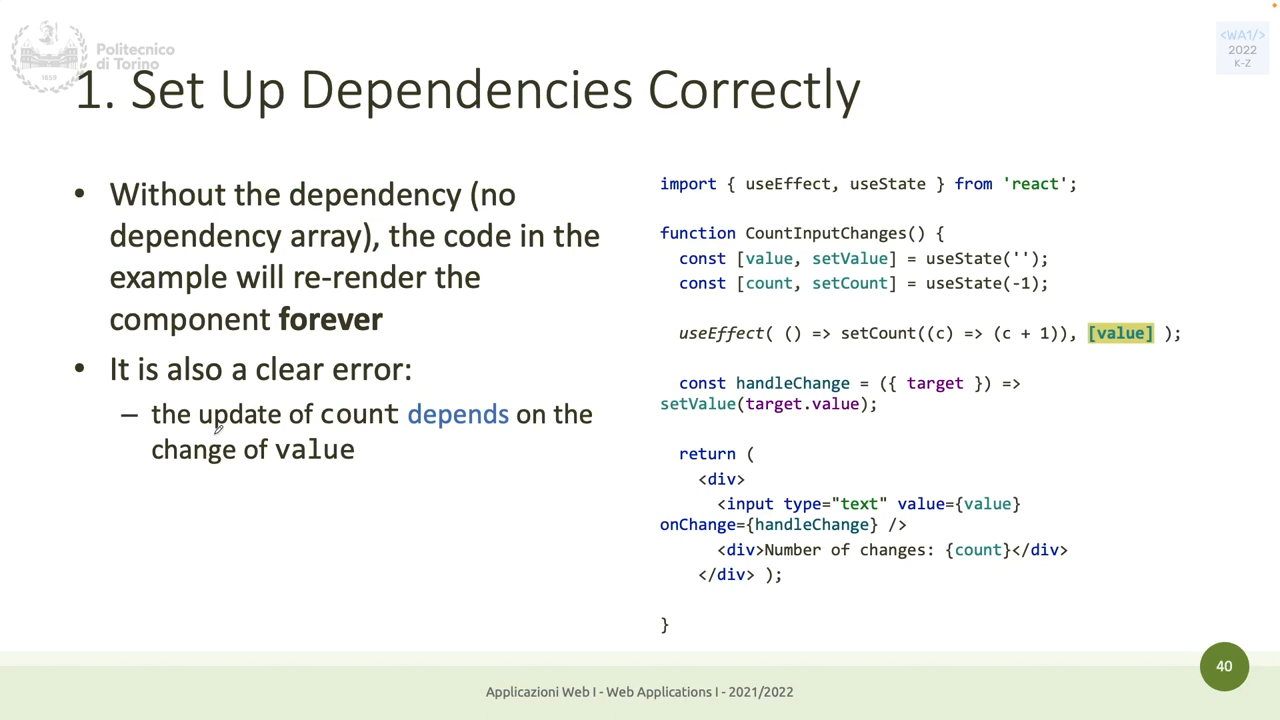 Politecnico
di Torino
1859
<WA1/>
2022
K-Z
1. Set Up Dependencies Correctly
• Without the dependency (no
dependency array), the code in the
example will re-render the
component forever
• It is also a clear error:
– the update of count depends on the
change of value
import { useEffect, useState } from 'react';
function CountInputChanges() {
const [value, setValue] = useState('');
const [count, setCount] = useState(-1);
useEffect( () => setCount((c) => (c + 1)), [value] );
const handleChange = ({ target }) =>
setValue(target.value);
return (
<div>
<input type="text" value={value}
onChange={handleChange} />
<div>Number of changes: {count}</div>
</div> );
}
40
Applicazioni Web I - Web Applications I - 2021/2022